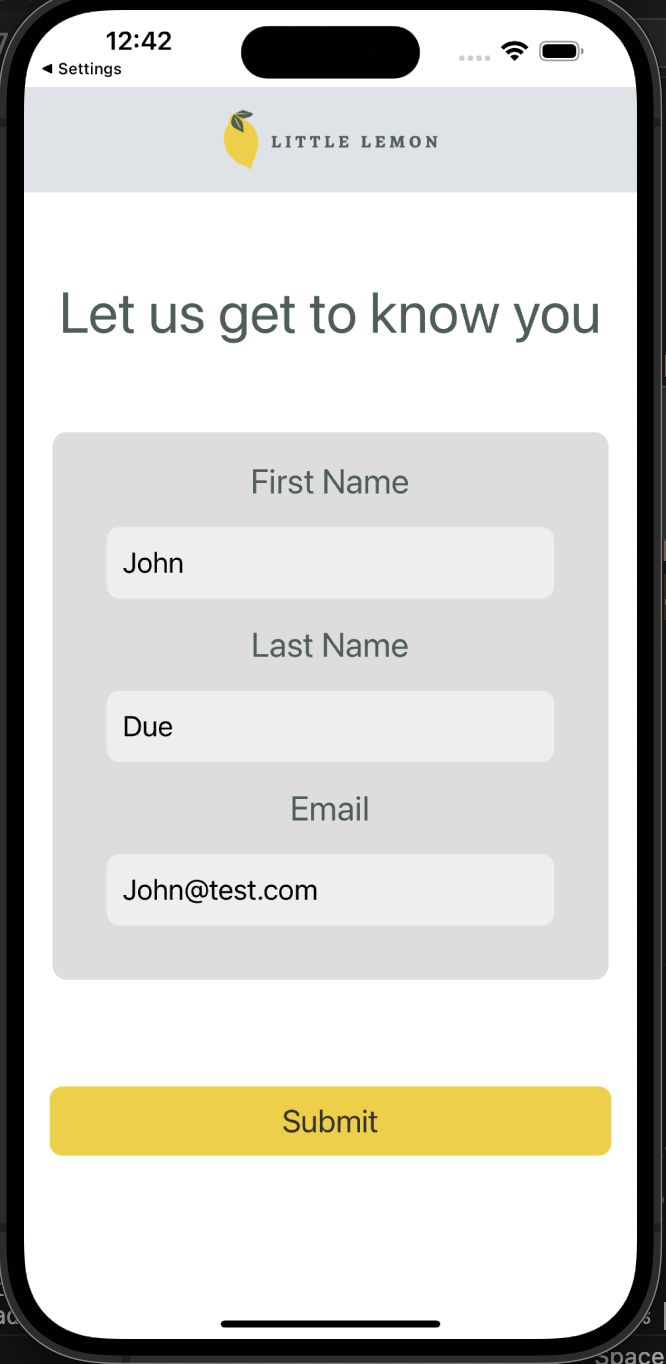 12:42
◀ Settings
LITTLE LEMON
Let us get to know you
First Name
John
Last Name
Due
Email
John@test.com
Submit
Space